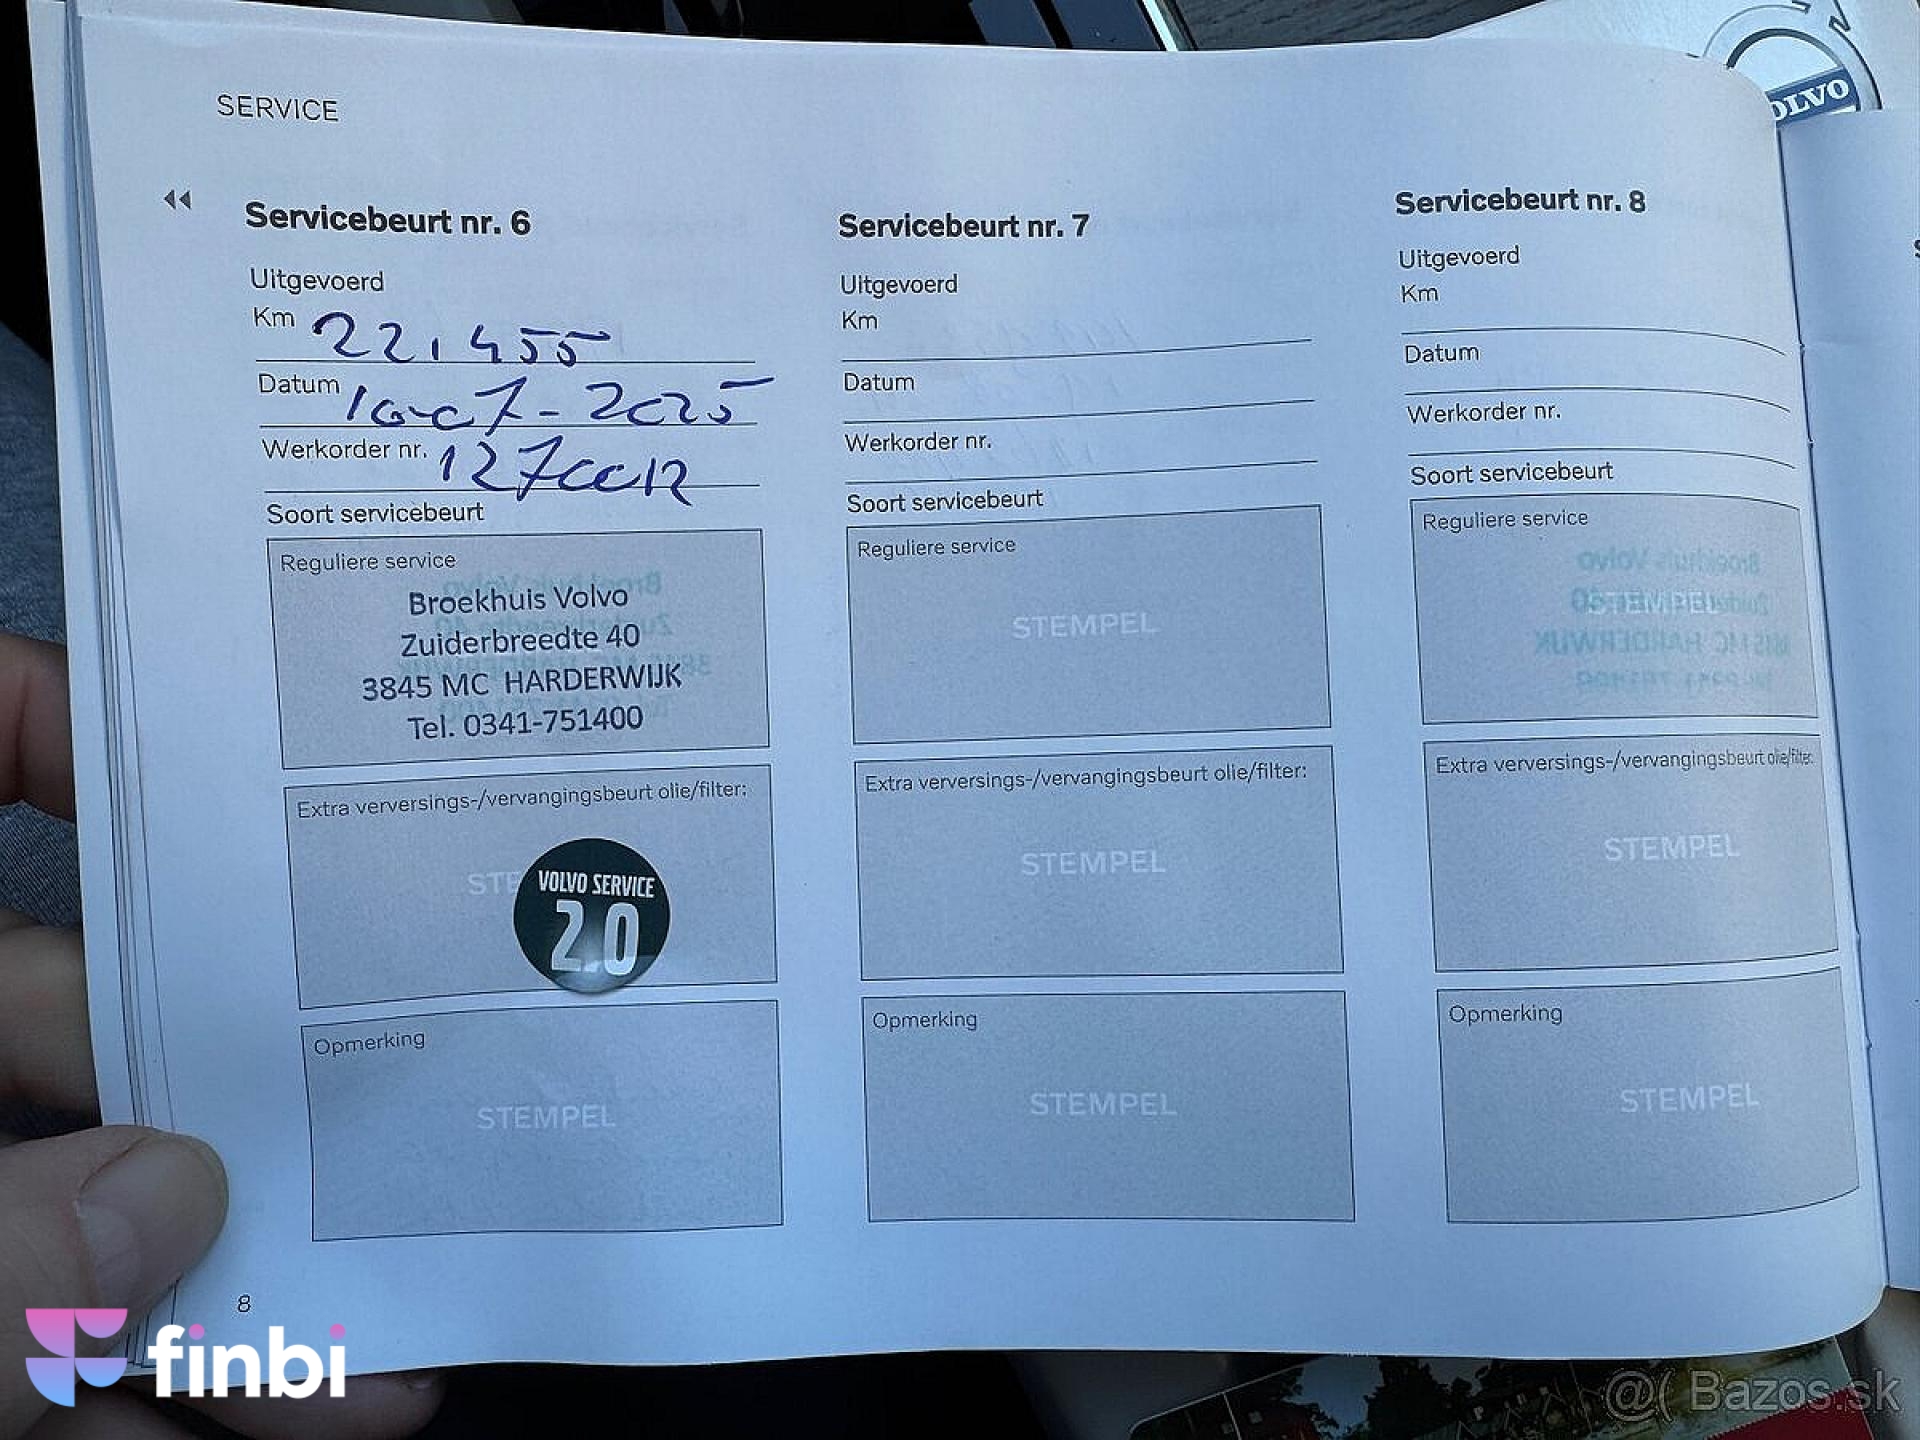 SERVICE
VOLVO
Servicebeurt nr. 6
Uitgevoerd
Km 221.455
Datum 10-07-2025
Werkorder nr. 1270012
Soort servicebeurt
Reguliere service
Broekhuis Volvo
Zuiderbreedte 40
3845 MC HARDERWIJK
Tel. 0341-751400
Extra verversings-/vervangingsbeurt olie/filter:
VOLVO SERVICE
2.0
Opmerking
STEMPEL
Servicebeurt nr. 7
Uitgevoerd
Km
Datum
Werkorder nr.
Soort servicebeurt
Reguliere service
STEMPEL
Extra verversings-/vervangingsbeurt olie/filter:
STEMPEL
Opmerking
STEMPEL
Servicebeurt nr. 8
Uitgevoerd
Km
Datum
Werkorder nr.
Soort servicebeurt
Reguliere service
STEMPEL
Extra verversings-/vervangingsbeurt olie/filter:
STEMPEL
Opmerking
STEMPEL
8
finbi
@( Bazos.sk